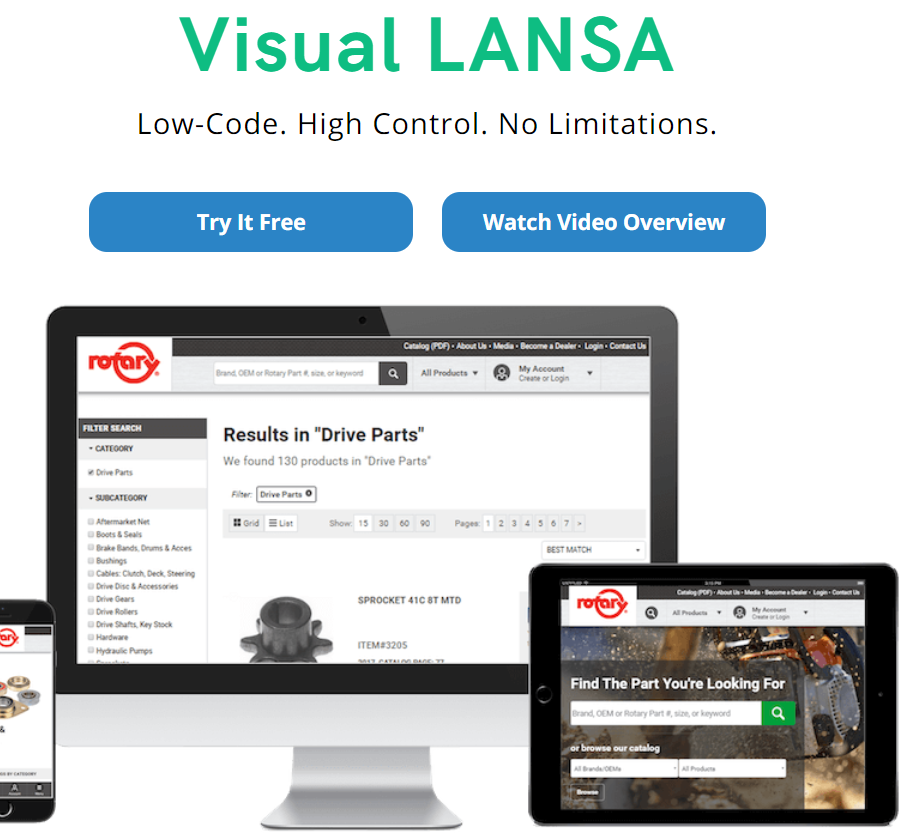 Visual LANSA
Low-Code. High Control. No Limitations.
Try It Free
Watch Video Overview
rotary
Catalog (PDF) • About Us • Media • Become a Dealer • Login • Contact Us
Brand, OEM or Rotary Part #, size, or keyword
All Products
My Account
Create or Login
FILTER SEARCH
CATEGORY
Drive Parts
SUBCATEGORY
Aftermarket Net
Boots & Seals
Brake Bands, Drums & Acces
Bushings
Cables: Clutch, Deck, Steering
Drive Disc & Accessories
Drive Gears
Drive Rollers
Drive Shafts, Key Stock
Hardware
Hydraulic Pumps
Results in "Drive Parts"
We found 130 products in "Drive Parts"
Filter: Drive Parts
Grid List Show: 15 30 60 90 Pages: 1 2 3 4 5 6 7 >
BEST MATCH
SPROCKET 41C 8T MTD
ITEM#3205
2017 CATALOG PAGE: 77
rotary
Catalog (PDF) • About Us • Media • Become a Dealer • Login • Contact Us
All Products
My Account
Create or Login
Find The Part You're Looking For
Brand, OEM or Rotary Part #, size, or keyword
or browse our catalog
All Brands/OEMs
All Products
Browse
&